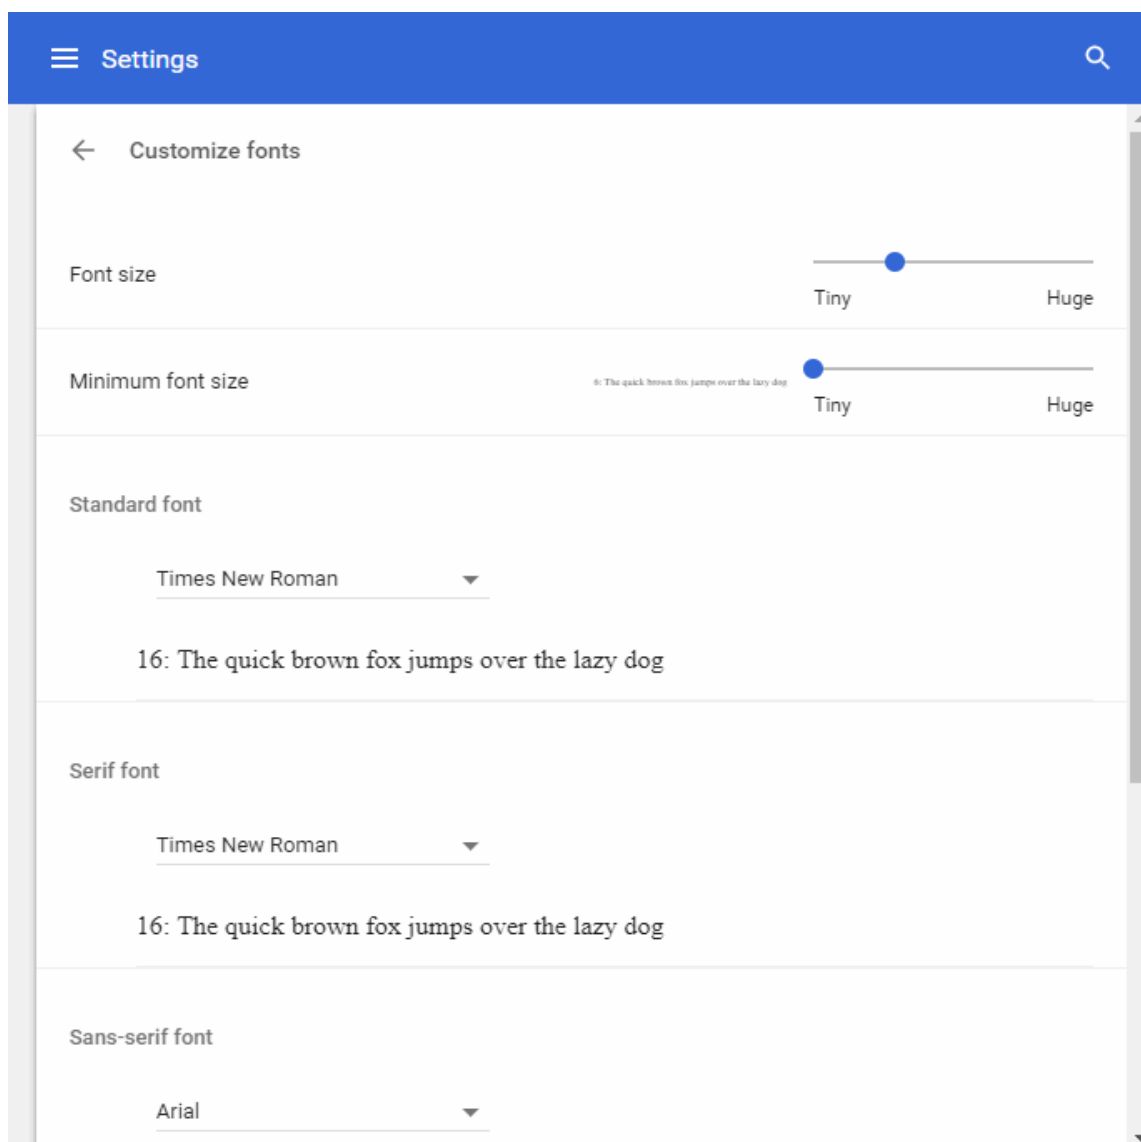 Settings
Customize fonts
Font size
Tiny Huge
Minimum font size
6: The quick brown fox jumps over the lazy dog
Tiny Huge
Standard font
Times New Roman
16: The quick brown fox jumps over the lazy dog
Serif font
Times New Roman
16: The quick brown fox jumps over the lazy dog
Sans-serif font
Arial